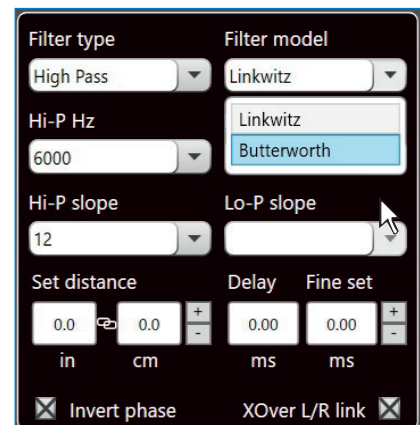 Filter type Filter model
High Pass Linkwitz
Linkwitz
Hi-P Hz
Butterworth
6000
Hi-P slope Lo-P slope
12
Set distance Delay Fine set
0.0 0.0 + - 0.00 0.00 + -
in cm ms ms
Invert phase XOver L/R link